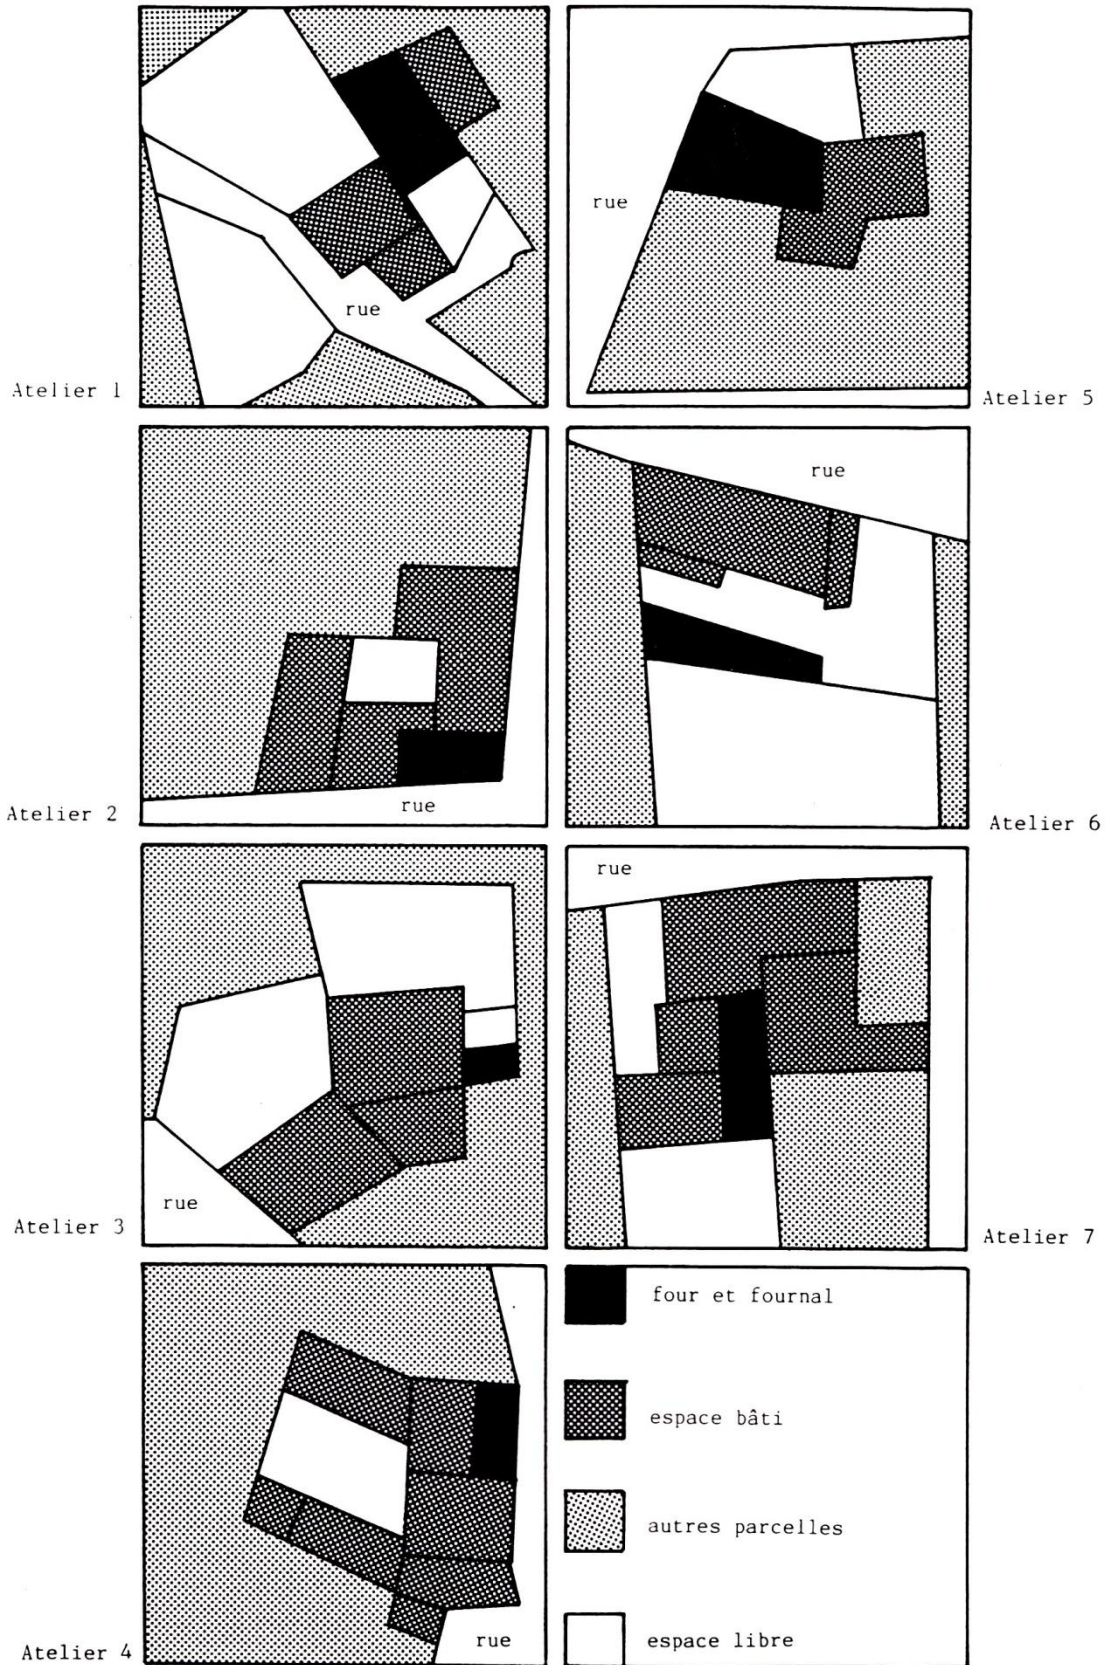 rue
Atelier 1
rue
Atelier 5
rue
Atelier 2
rue
Atelier 6
rue
Atelier 3
rue
Atelier 7
rue
Atelier 4
four et fournal
espace bâti
autres parcelles
espace libre